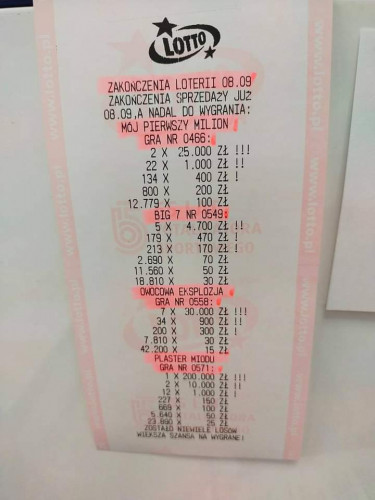 LOTTO
ZAKOŃCZENIA LOTERII 08.09
ZAKOŃCZENIA SPRZEDAŻY JUŻ
08.09,A NADAL DO WYGRANIA:
MÓJ PIERWSZY MILION
GRA NR 0466:
2 X 25.000 ZŁ !!!
22 X 1.000 ZŁ !!
134 X 400 ZŁ !
800 X 200 ZŁ
12.779 X 100 ZŁ
BIG 7 NR 0549:
5 X 4.700 ZŁ !!
179 X 470 ZŁ !
213 X 170 ZŁ !
2.690 X 70 ZŁ
11.560 X 50 ZŁ
18.810 X 30 ZŁ
OWOCOWA EKSPLOZJA
GRA NR 0558:
7 X 30.000 ZŁ !!!
34 X 900 ZŁ !!
200 X 300 ZŁ !
7.810 X 30 ZŁ
42.200 X 15 ZŁ
PLASTER MIODU
GRA NR 0571:
1 X 200.000 ZŁ !!!
2 X 10.000 ZŁ !!
12 X 1.000 ZŁ !
227 X 150 ZŁ
669 X 100 ZŁ
5.640 X 50 ZŁ
23.890 X 25 ZŁ
ZOSTAŁO NIEWIELE LOSÓW
WIĘKSZA SZANSA NA WYGRANĘ!
www.lotto.pl